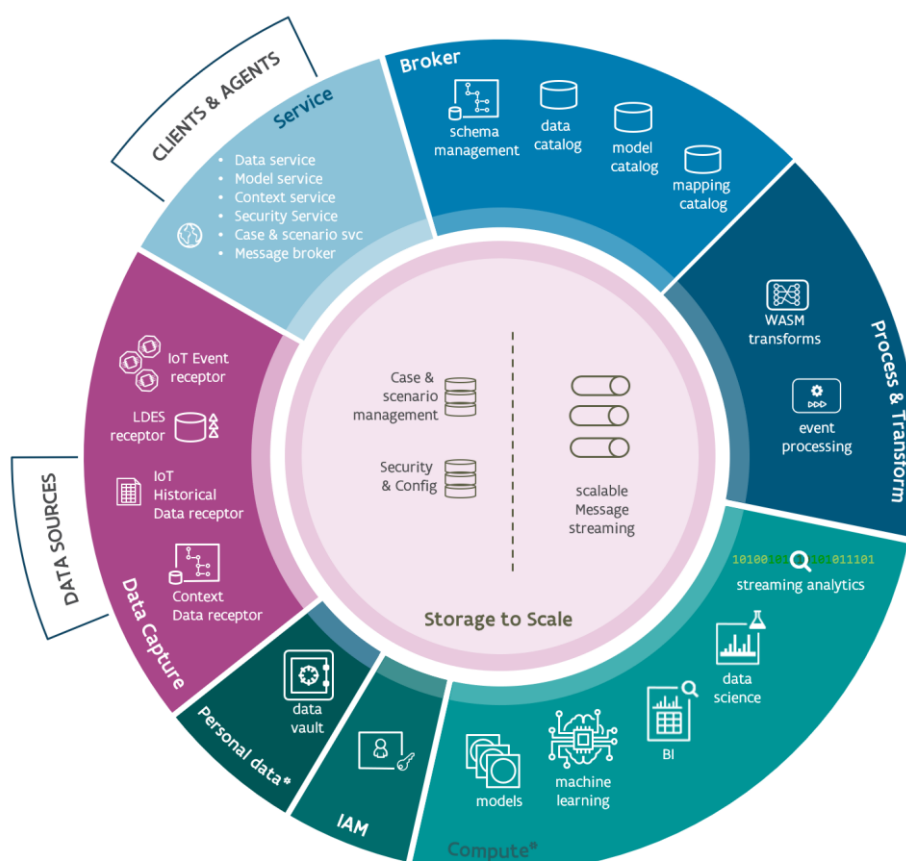 CLIENTS & AGENTS
Service
• Data service
• Model service
• Context service
• Security Service
• Case & scenario svc
• Message broker
Broker
schema
management
data
catalog
model
catalog
mapping
catalog
Process & Transform
WASM
transforms
event
processing
streaming analytics
data
science
BI
machine
learning
models
Compute*
IAM
Personal data*
data
vault
DATA SOURCES
Data Capture
IoT Event
receptor
LDES
receptor
IoT
Historical
Data receptor
Context
Data receptor
Case &
scenario
management
Security
& Config
scalable
Message
streaming
Storage to Scale